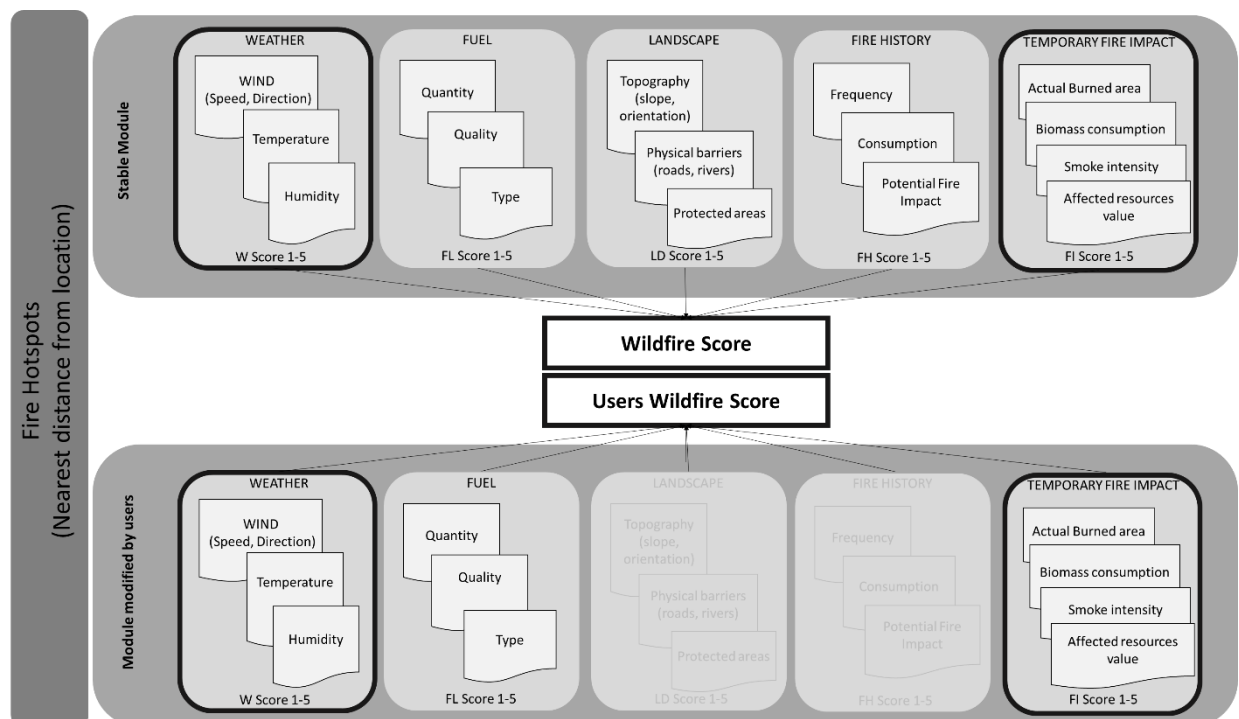 Fire Hotspots
(Nearest distance from location)
Stable Module
WEATHER
WIND
(Speed, Direction)
Temperature
Humidity
W Score 1-5
FUEL
Quantity
Quality
Type
FL Score 1-5
LANDSCAPE
Topography
(slope,
orientation)
Physical barriers
(roads, rivers)
Protected areas
LD Score 1-5
FIRE HISTORY
Frequency
Consumption
Potential Fire
Impact
FH Score 1-5
TEMPORARY FIRE IMPACT
Actual Burned area
Biomass consumption
Smoke intensity
Affected resources
value
FI Score 1-5
Wildfire Score
Users Wildfire Score
Module modified by users
WEATHER
WIND
(Speed, Direction)
Temperature
Humidity
W Score 1-5
FUEL
Quantity
Quality
Type
FL Score 1-5
LANDSCAPE
Topography
(slope,
orientation)
Physical barriers
(roads, rivers)
Protected areas
LD Score 1-5
FIRE HISTORY
Frequency
Consumption
Potential Fire
Impact
FH Score 1-5
TEMPORARY FIRE IMPACT
Actual Burned area
Biomass consumption
Smoke intensity
Affected resources
value
FI Score 1-5